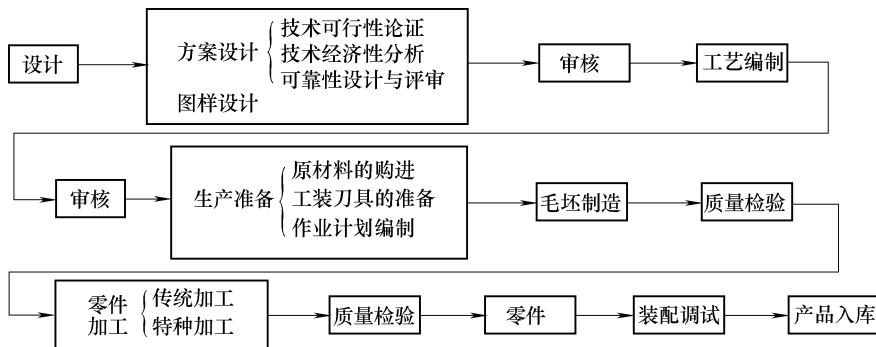 设计
方案设计
技术可行性论证
技术经济性分析
可靠性设计与评审
图样设计
审核
工艺编制
审核
生产准备
原材料的购进
工装刀具的准备
作业计划编制
毛坯制造
质量检验
零件
加工
传统加工
特种加工
质量检验
零件
装配调试
产品入库